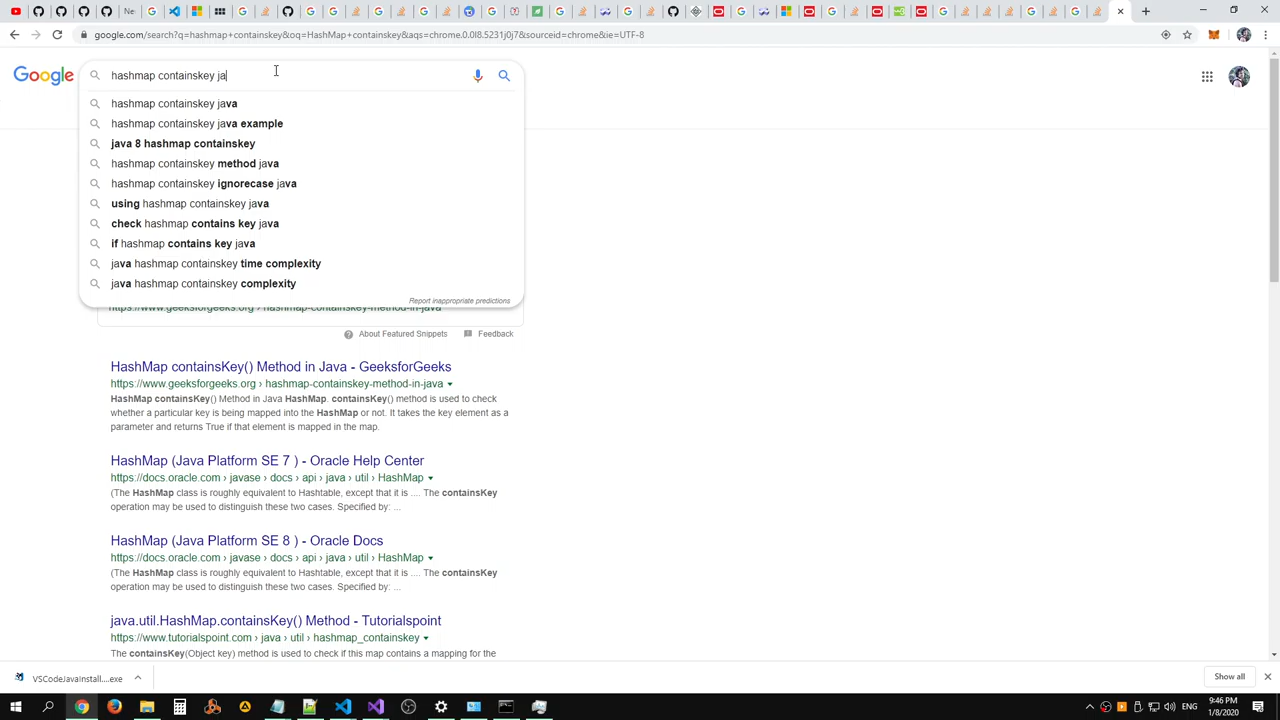 google.com/search?q=hashmap+containskey&oq=HashMap+containskey&aqs=chrome.0.0l8.5231j0j7&sourceid=chrome&ie=UTF-8
Google
hashmap containskey ja
hashmap containskey java
hashmap containskey java example
java 8 hashmap containskey
hashmap containskey method java
hashmap containskey ignorecase java
using hashmap containskey java
check hashmap contains key java
if hashmap contains key java
java hashmap containskey time complexity
java hashmap containskey complexity
Report inappropriate predictions
https://www.geeksforgeeks.org › hashmap-containskey-method-in-java
About Featured Snippets
Feedback
HashMap containsKey() Method in Java - GeeksforGeeks
https://www.geeksforgeeks.org › hashmap-containskey-method-in-java
HashMap containsKey() Method in Java HashMap. containsKey() method is used to check
whether a particular key is being mapped into the HashMap or not. It takes the key element as a
parameter and returns True if that element is mapped in the map.
HashMap (Java Platform SE 7 ) - Oracle Help Center
https://docs.oracle.com › javase › docs › api › java › util › HashMap
(The HashMap class is roughly equivalent to Hashtable, except that it is .... The containsKey
operation may be used to distinguish these two cases. Specified by: ...
HashMap (Java Platform SE 8 ) - Oracle Docs
https://docs.oracle.com › javase › docs › api › java › util › HashMap
(The HashMap class is roughly equivalent to Hashtable, except that it is .... The containsKey
operation may be used to distinguish these two cases. Specified by: ...
java.util.HashMap.containsKey() Method - Tutorialspoint
https://www.tutorialspoint.com › java › util › hashmap_containskey
The containsKey(Object key) method is used to check if this map contains a mapping for the
VSCodeJavaInstall....exe
Show all
ENG
9:46 PM
1/8/2020